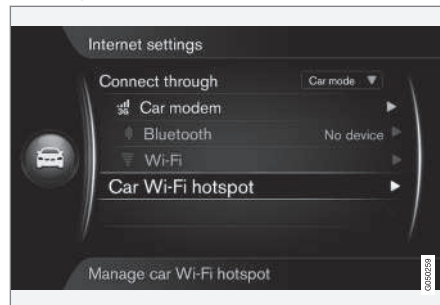 Internet settings
Connect through Car mode
3G Car modem
Bluetooth No device
Wi-Fi
Car Wi-Fi hotspot
Manage car Wi-Fi hotspot
G050259